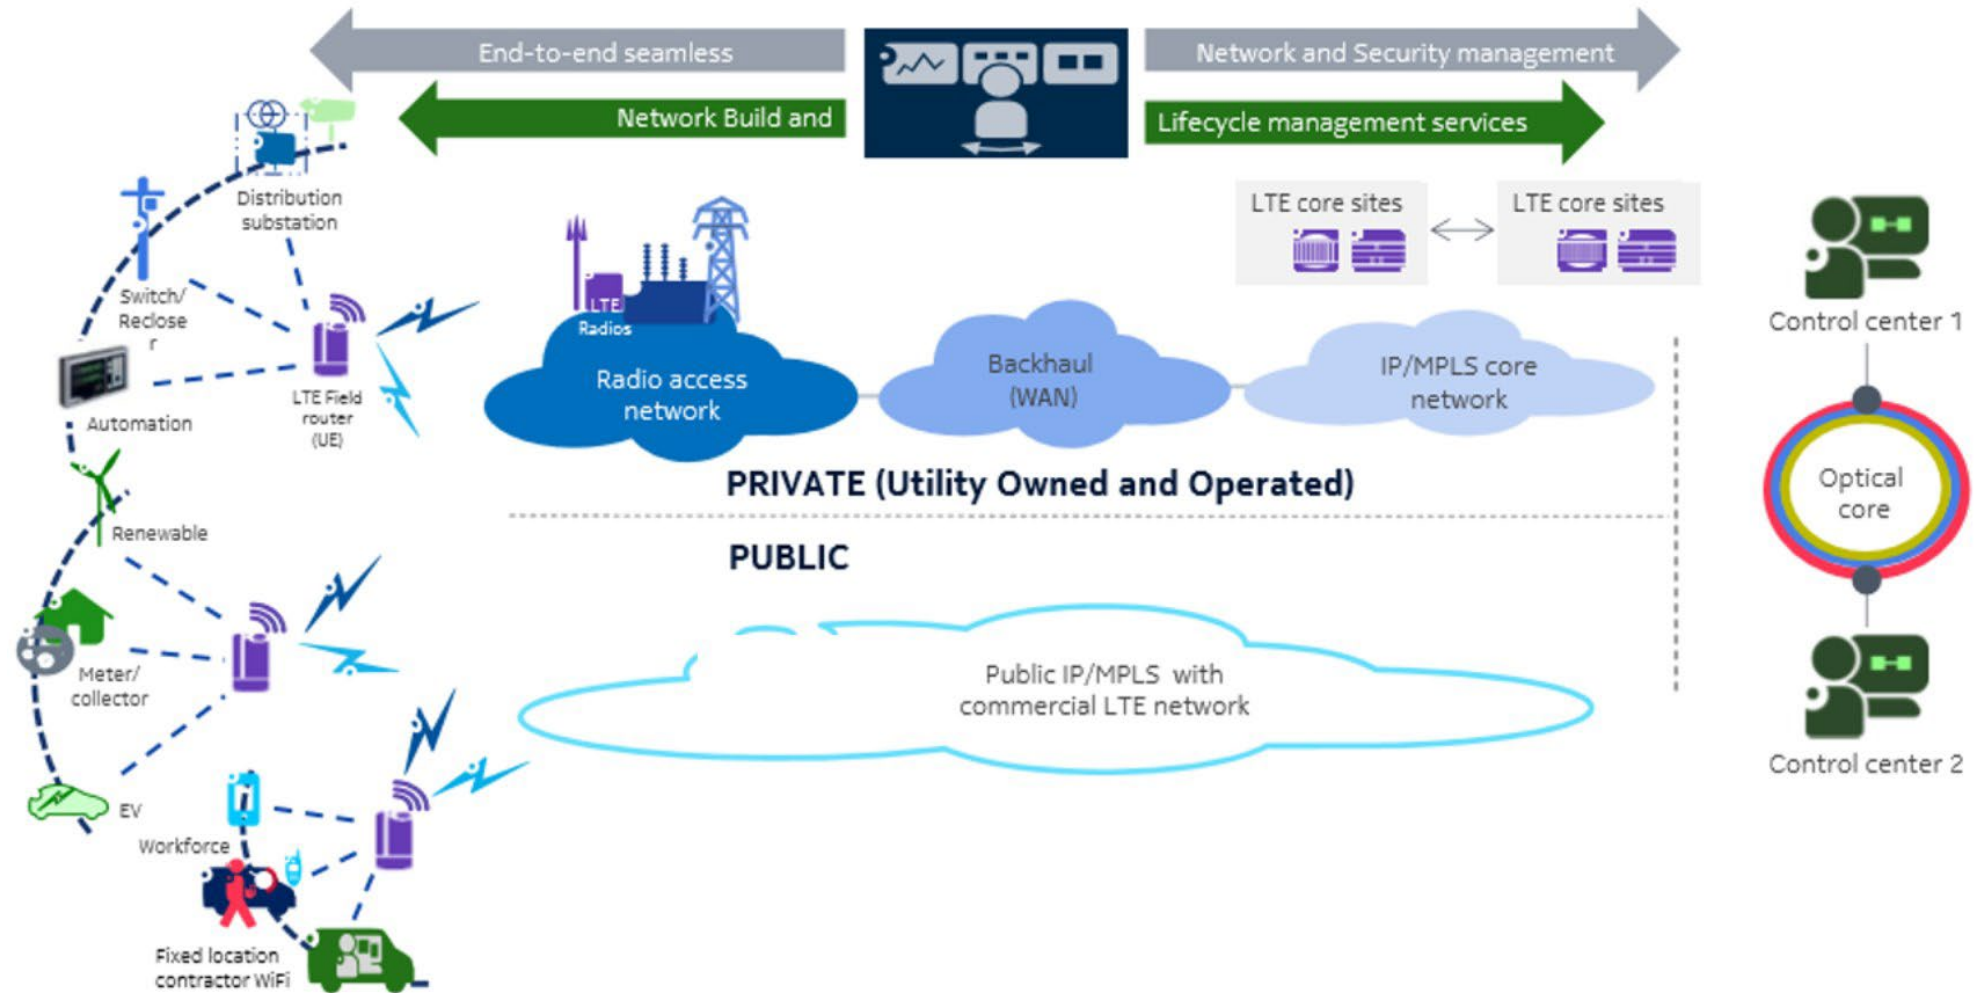 End-to-end seamless
Network and Security management
Network Build and
Lifecycle management services
Distribution
substation
Switch/
Reclose
r
Automation
LTE Field
router
(UE)
Renewable
Meter/
collector
EV
Workforce
Fixed location
contractor WiFi
LTE
Radios
Radio access
network
Backhaul
(WAN)
IP/MPLS core
network
LTE core sites
LTE core sites
PRIVATE (Utility Owned and Operated)
PUBLIC
Public IP/MPLS with
commercial LTE network
Control center 1
Optical
core
Control center 2